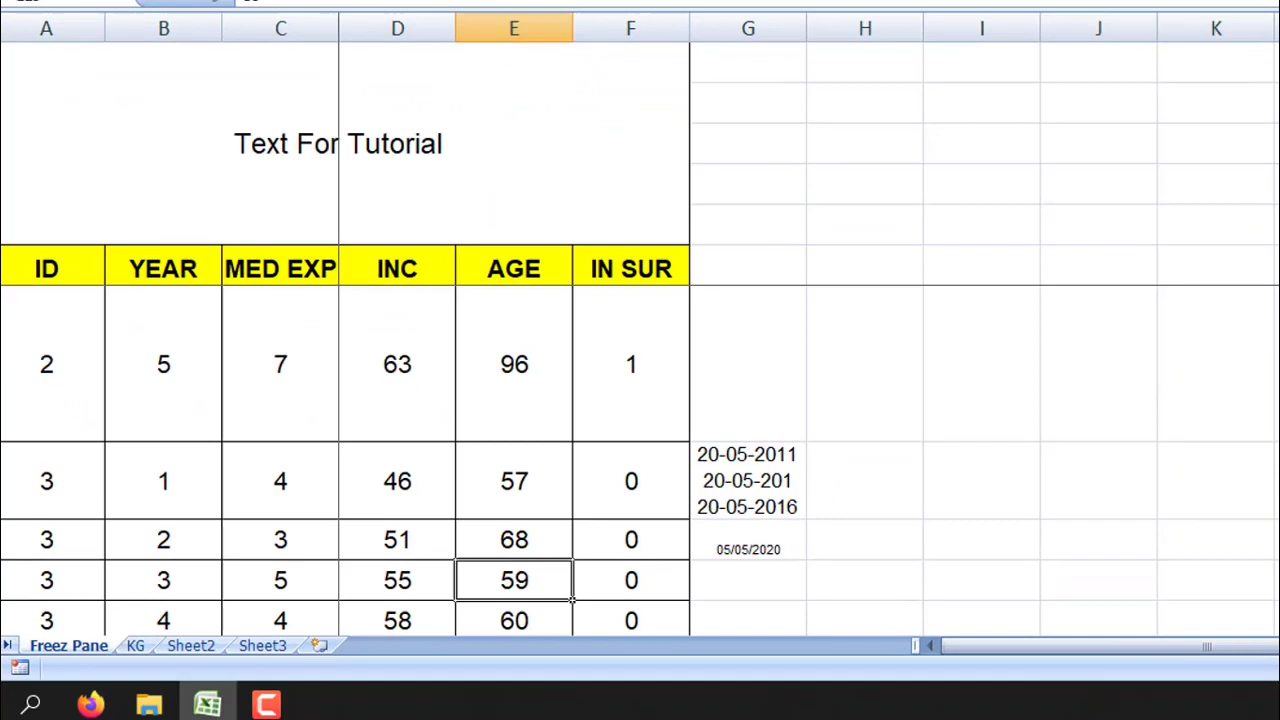 A B C D E F G H I J K
Text For Tutorial
ID YEAR MED EXP INC AGE IN SUR
2 5 7 63 96 1
20-05-2011
3 1 4 46 57 0 20-05-201
20-05-2016
3 2 3 51 68 0 05/05/2020
3 3 5 55 59 0
3 4 4 58 60 0
Freez Pane KG Sheet2 Sheet3